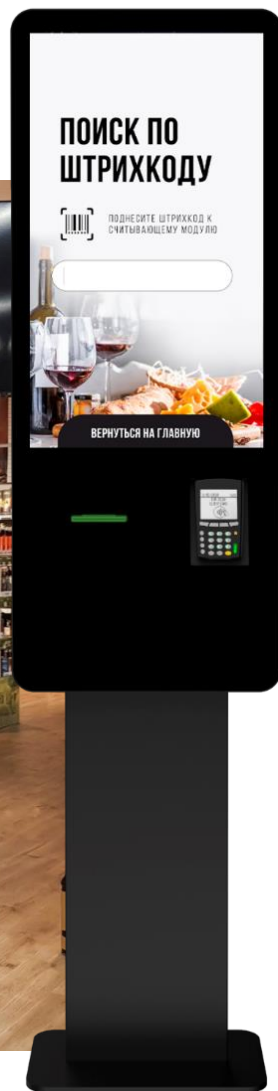 ПОИСК ПО
ШТРИХКОДУ
ПОДНЕСИТЕ ШТРИХКОД К
СЧИТЫВАЮЩЕМУ МОДУЛЮ
ВЕРНУТЬСЯ НА ГЛАВНУЮ